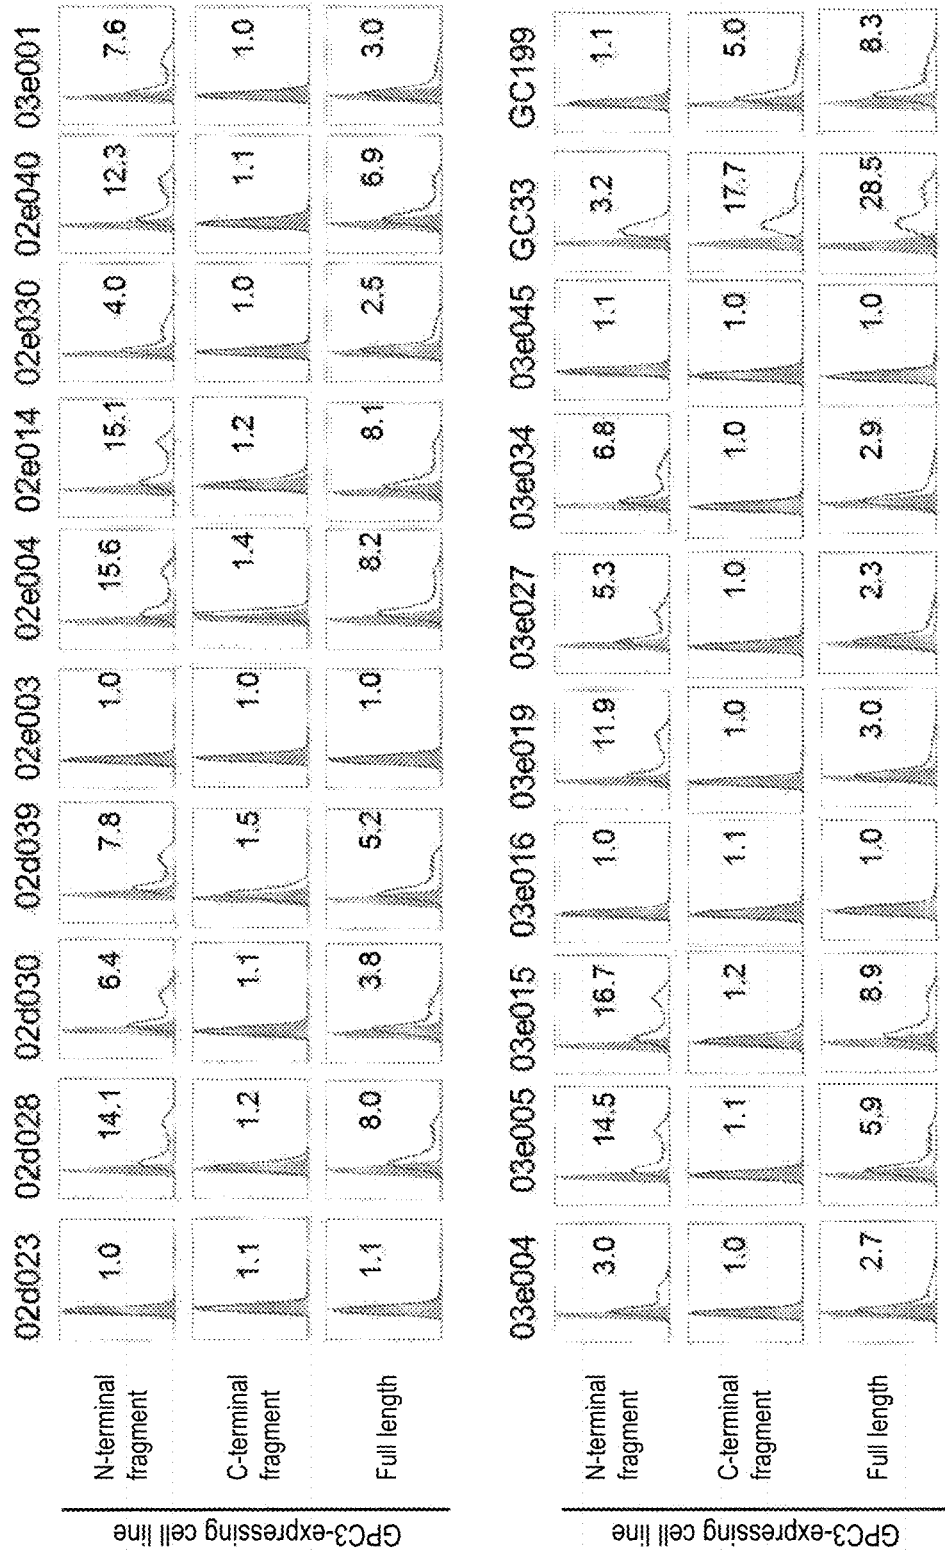 02d023 02d028 02d030 02d039 02e003 02e004 02e014 02e030 02e040 03e001
GPC3-expressing cell line
N-terminal
fragment
1.0 14.1 6.4 7.8 1.0 15.6 15.1 4.0 12.3 7.6
C-terminal
fragment
1.1 1.2 1.1 1.5 1.0 1.4 1.2 1.0 1.1 1.0
Full length
1.1 8.0 3.8 5.2 1.0 8.2 8.1 2.5 6.9 3.0
03e004 03e005 03e015 03e016 03e019 03e027 03e034 03e045 GC33 GC199
GPC3-expressing cell line
N-terminal
fragment
3.0 14.5 16.7 1.0 11.9 5.3 6.8 1.1 3.2 1.1
C-terminal
fragment
1.0 1.1 1.2 1.1 1.0 1.0 1.0 1.0 17.7 5.0
Full length
2.7 5.9 8.9 1.0 3.0 2.3 2.9 1.0 28.5 8.3